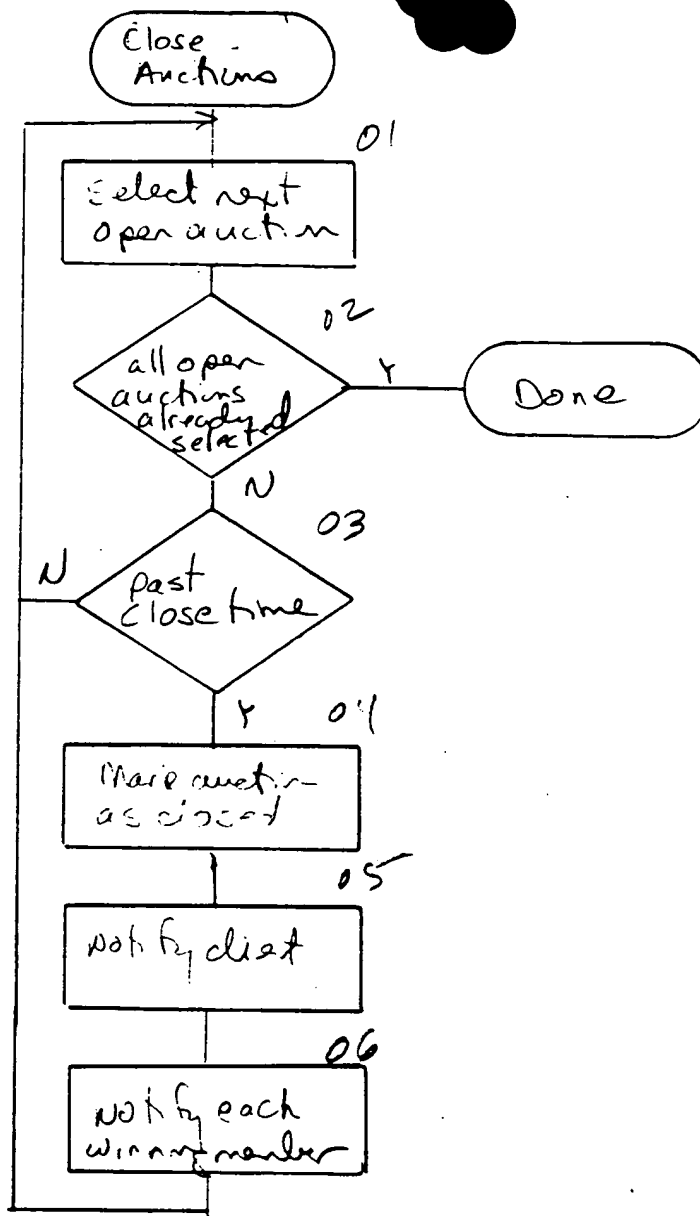 Close
Auctions
01
Select next
open auction
02
all open
auctions
already
selected
Y
Done
N
03
past
close time
N
Y
04
Mark auction
as closed
05
Notify client
06
Notify each
winning member